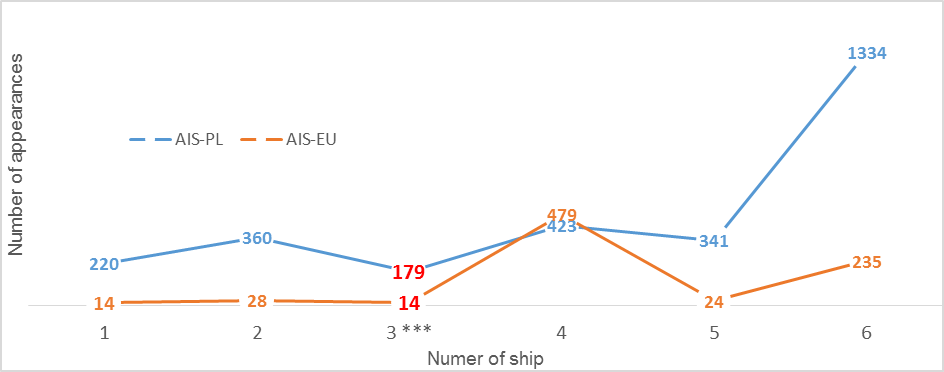 Number of appearances
AIS-PL AIS-EU
1334
220 360 179 423 341
14 28 14 479 24 235
1 2 3 *** 4 5 6
Numer of ship